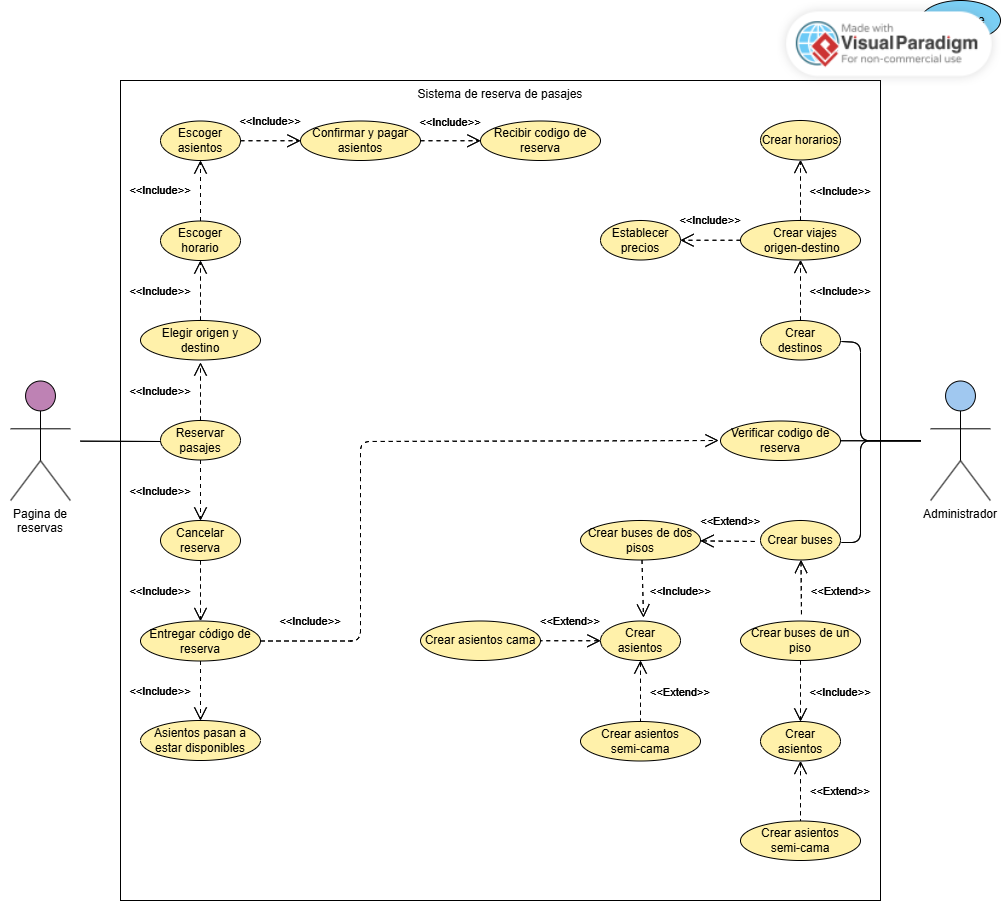 Made with
Visual Paradigm
For non-commercial use
Sistema de reserva de pasajes
Escoger
asientos
<<Include>>
Confirmar y pagar
asientos
<<Include>>
Recibir codigo de
reserva
Crear horarios
<<Include>>
<<Include>>
Escoger
horario
Establecer
precios
<<Include>>
Crear viajes
origen-destino
<<Include>>
<<Include>>
Elegir origen y
destino
Crear
destinos
<<Include>>
Reservar
pasajes
Verificar codigo de
reserva
Pagina de
reservas
Administrador
<<Include>>
Cancelar
reserva
Crear buses de dos
pisos
<<Extend>>
Crear buses
<<Include>>
<<Include>>
<<Extend>>
Entregar código de
reserva
<<Include>>
Crear asientos cama
<<Extend>>
Crear
asientos
Crear buses de un
piso
<<Include>>
<<Extend>>
<<Include>>
Asientos pasan a
estar disponibles
Crear asientos
semi-cama
Crear
asientos
<<Extend>>
Crear asientos
semi-cama